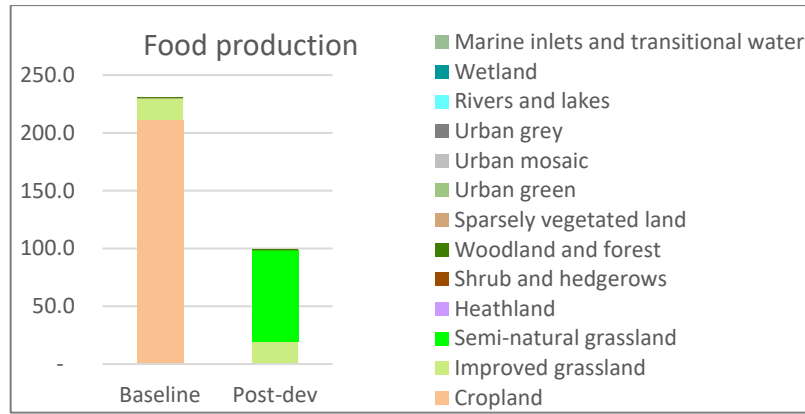 Food production
250.0
200.0
150.0
100.0
50.0
-
Baseline Post-dev
Marine inlets and transitional water
Wetland
Rivers and lakes
Urban grey
Urban mosaic
Urban green
Sparsely vegetated land
Woodland and forest
Shrub and hedgerows
Heathland
Semi-natural grassland
Improved grassland
Cropland